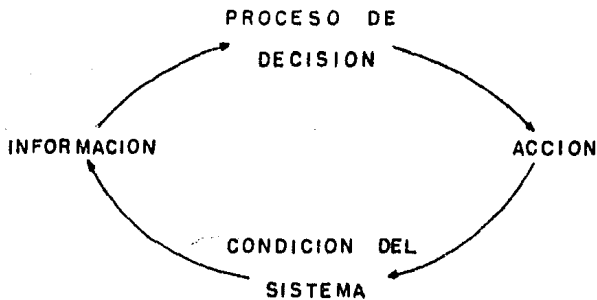 PROCESO DE
DECISION
INFORMACION
ACCION
CONDICION DEL
SISTEMA